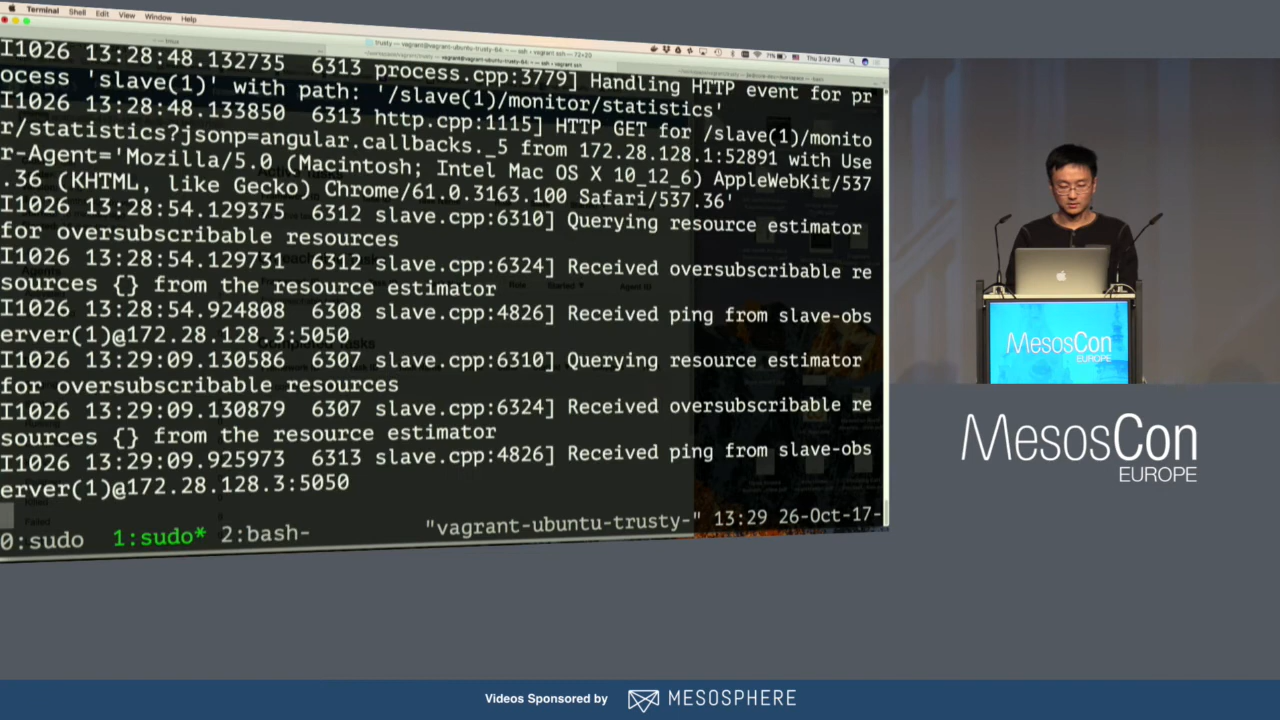 Terminal Shell Edit View Window Help
Thu 3:42 PM
I1026 13:28:48.132735  6313 process.cpp:3779] Handling HTTP event for pr
ocess 'slave(1)' with path: '/slave(1)/monitor/statistics'
I1026 13:28:48.133850  6313 http.cpp:1115] HTTP GET for /slave(1)/monito
r/statistics?jsonp=angular.callbacks._5 from 172.28.128.1:52891 with Use
r-Agent='Mozilla/5.0 (Macintosh; Intel Mac OS X 10_12_6) AppleWebKit/537
.36 (KHTML, like Gecko) Chrome/61.0.3163.100 Safari/537.36'
I1026 13:28:54.129375  6312 slave.cpp:6310] Querying resource estimator
for oversubscribable resources
I1026 13:28:54.129731  6312 slave.cpp:6324] Received oversubscribable re
sources {} from the resource estimator
I1026 13:28:54.924808  6308 slave.cpp:4826] Received ping from slave-obs
erver(1)@172.28.128.3:5050
I1026 13:29:09.130586  6307 slave.cpp:6310] Querying resource estimator
for oversubscribable resources
I1026 13:29:09.130879  6307 slave.cpp:6324] Received oversubscribable re
sources {} from the resource estimator
I1026 13:29:09.925973  6313 slave.cpp:4826] Received ping from slave-obs
erver(1)@172.28.128.3:5050
0:sudo  1:sudo* 2:bash-  "vagrant-ubuntu-trusty-" 13:29 26-Oct-17-
MesosCon
EUROPE
MesosCon
EUROPE
Videos Sponsored by MESOSPHERE